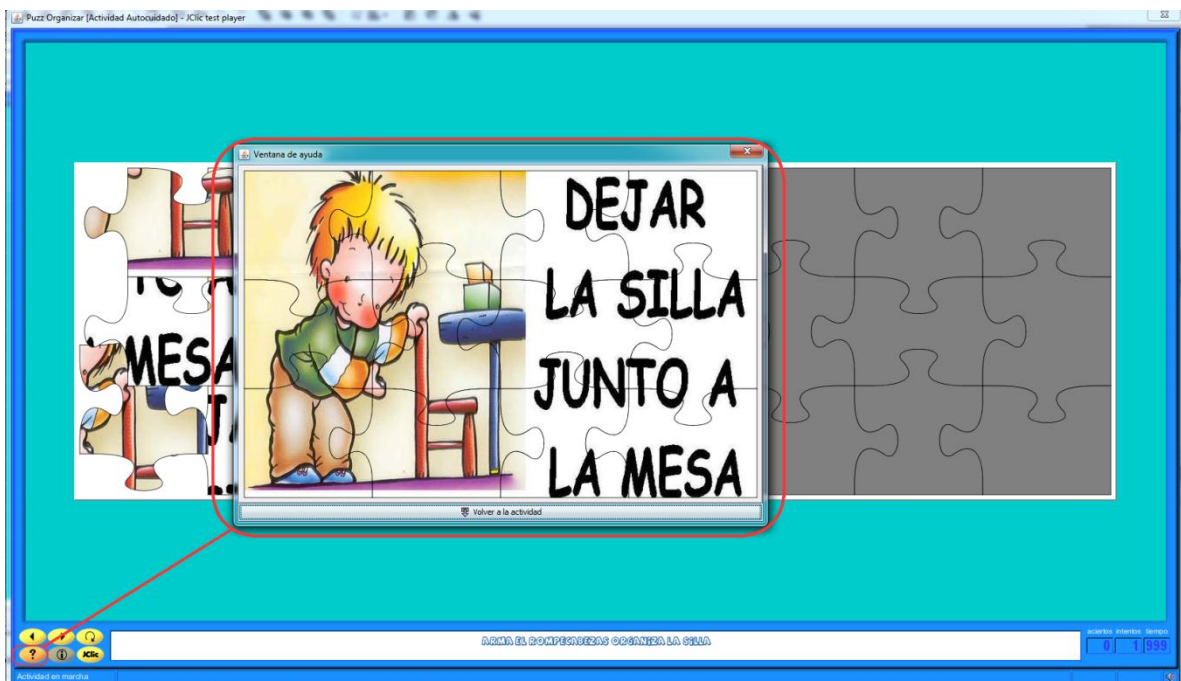 Puzz Organizar [Actividad Autocuidado] - JClic test player
Ventana de ayuda
DEJAR
LA SILLA
JUNTO A
LA MESA
MESA
Volver a la actividad
ARMA EL ROMPECABEZAS ORGANIZA LA SILLA
aciertos intentos tiempo
0 1 999
?
JClic
Actividad en marcha